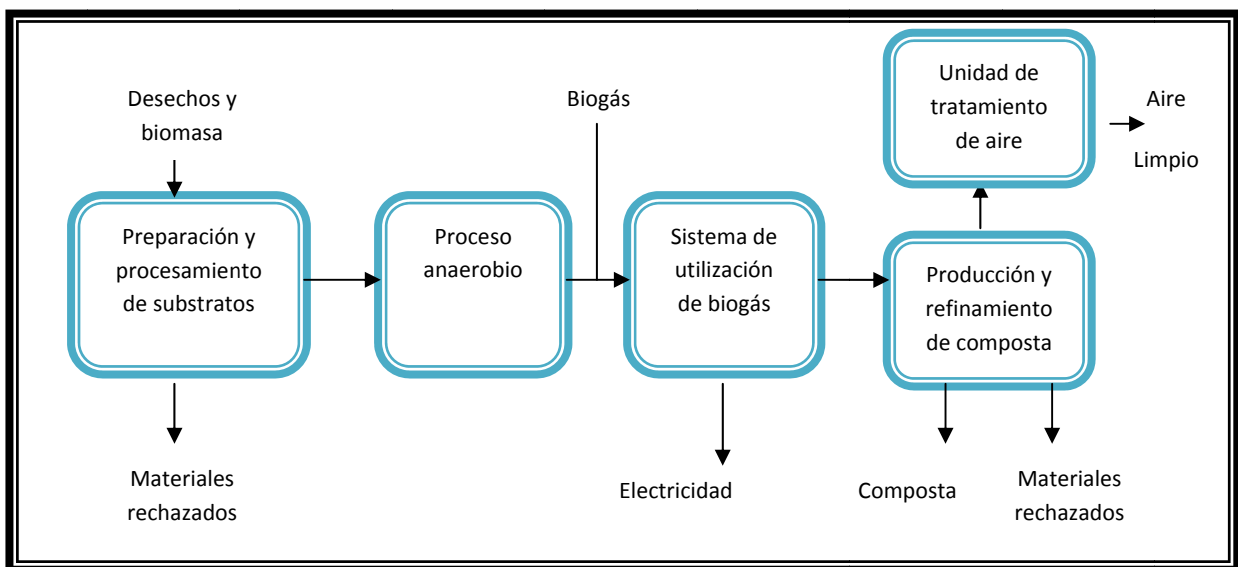 Desechos y
biomasa
Biogás
Unidad de
tratamiento
de aire
Aire
Limpio
Preparación y
procesamiento
de substratos
Proceso
anaerobio
Sistema de
utilización
de biogás
Producción y
refinamiento
de composta
Materiales
rechazados
Electricidad
Composta
Materiales
rechazados